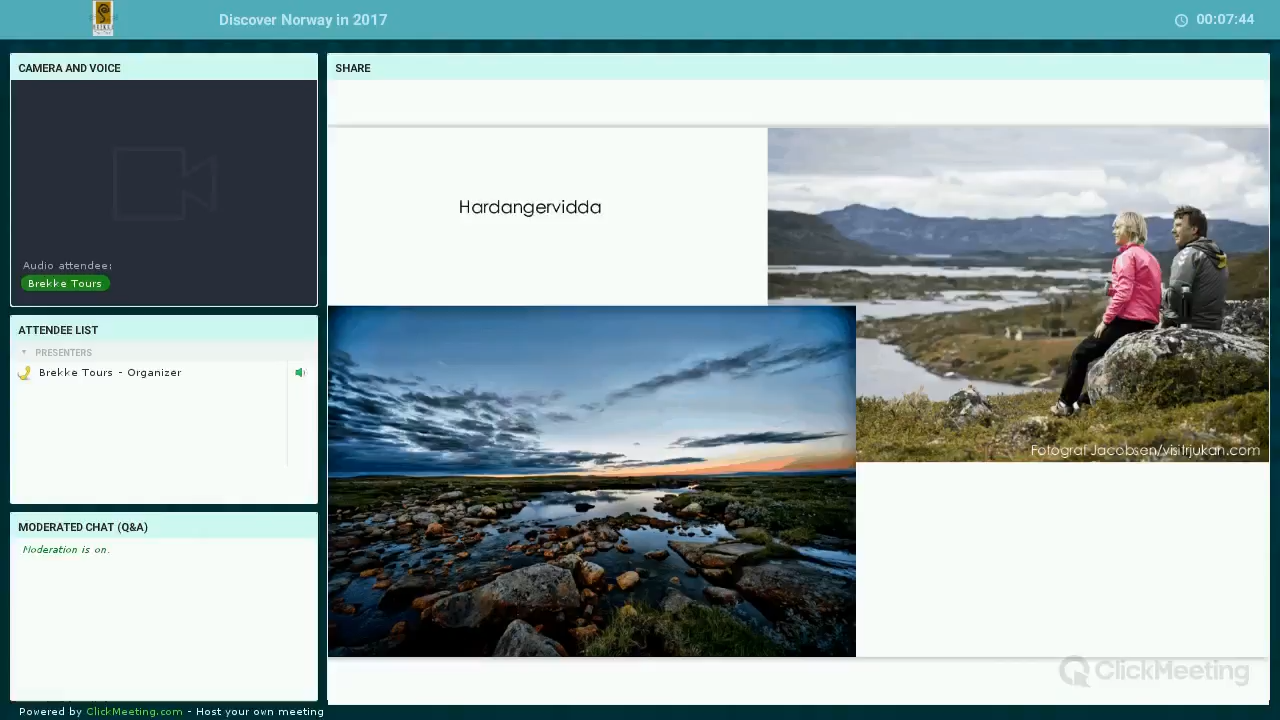 Discover Norway in 2017
00:07:44
CAMERA AND VOICE
Audio attendee:
Brekke Tours
ATTENDEE LIST
PRESENTERS
Brekke Tours - Organizer
MODERATED CHAT (Q&A)
Moderation is on.
SHARE
Hardangervidda
Fotograf Jacobsen/visitrjukan.com
ClickMeeting
Powered by ClickMeeting.com - Host your own meeting